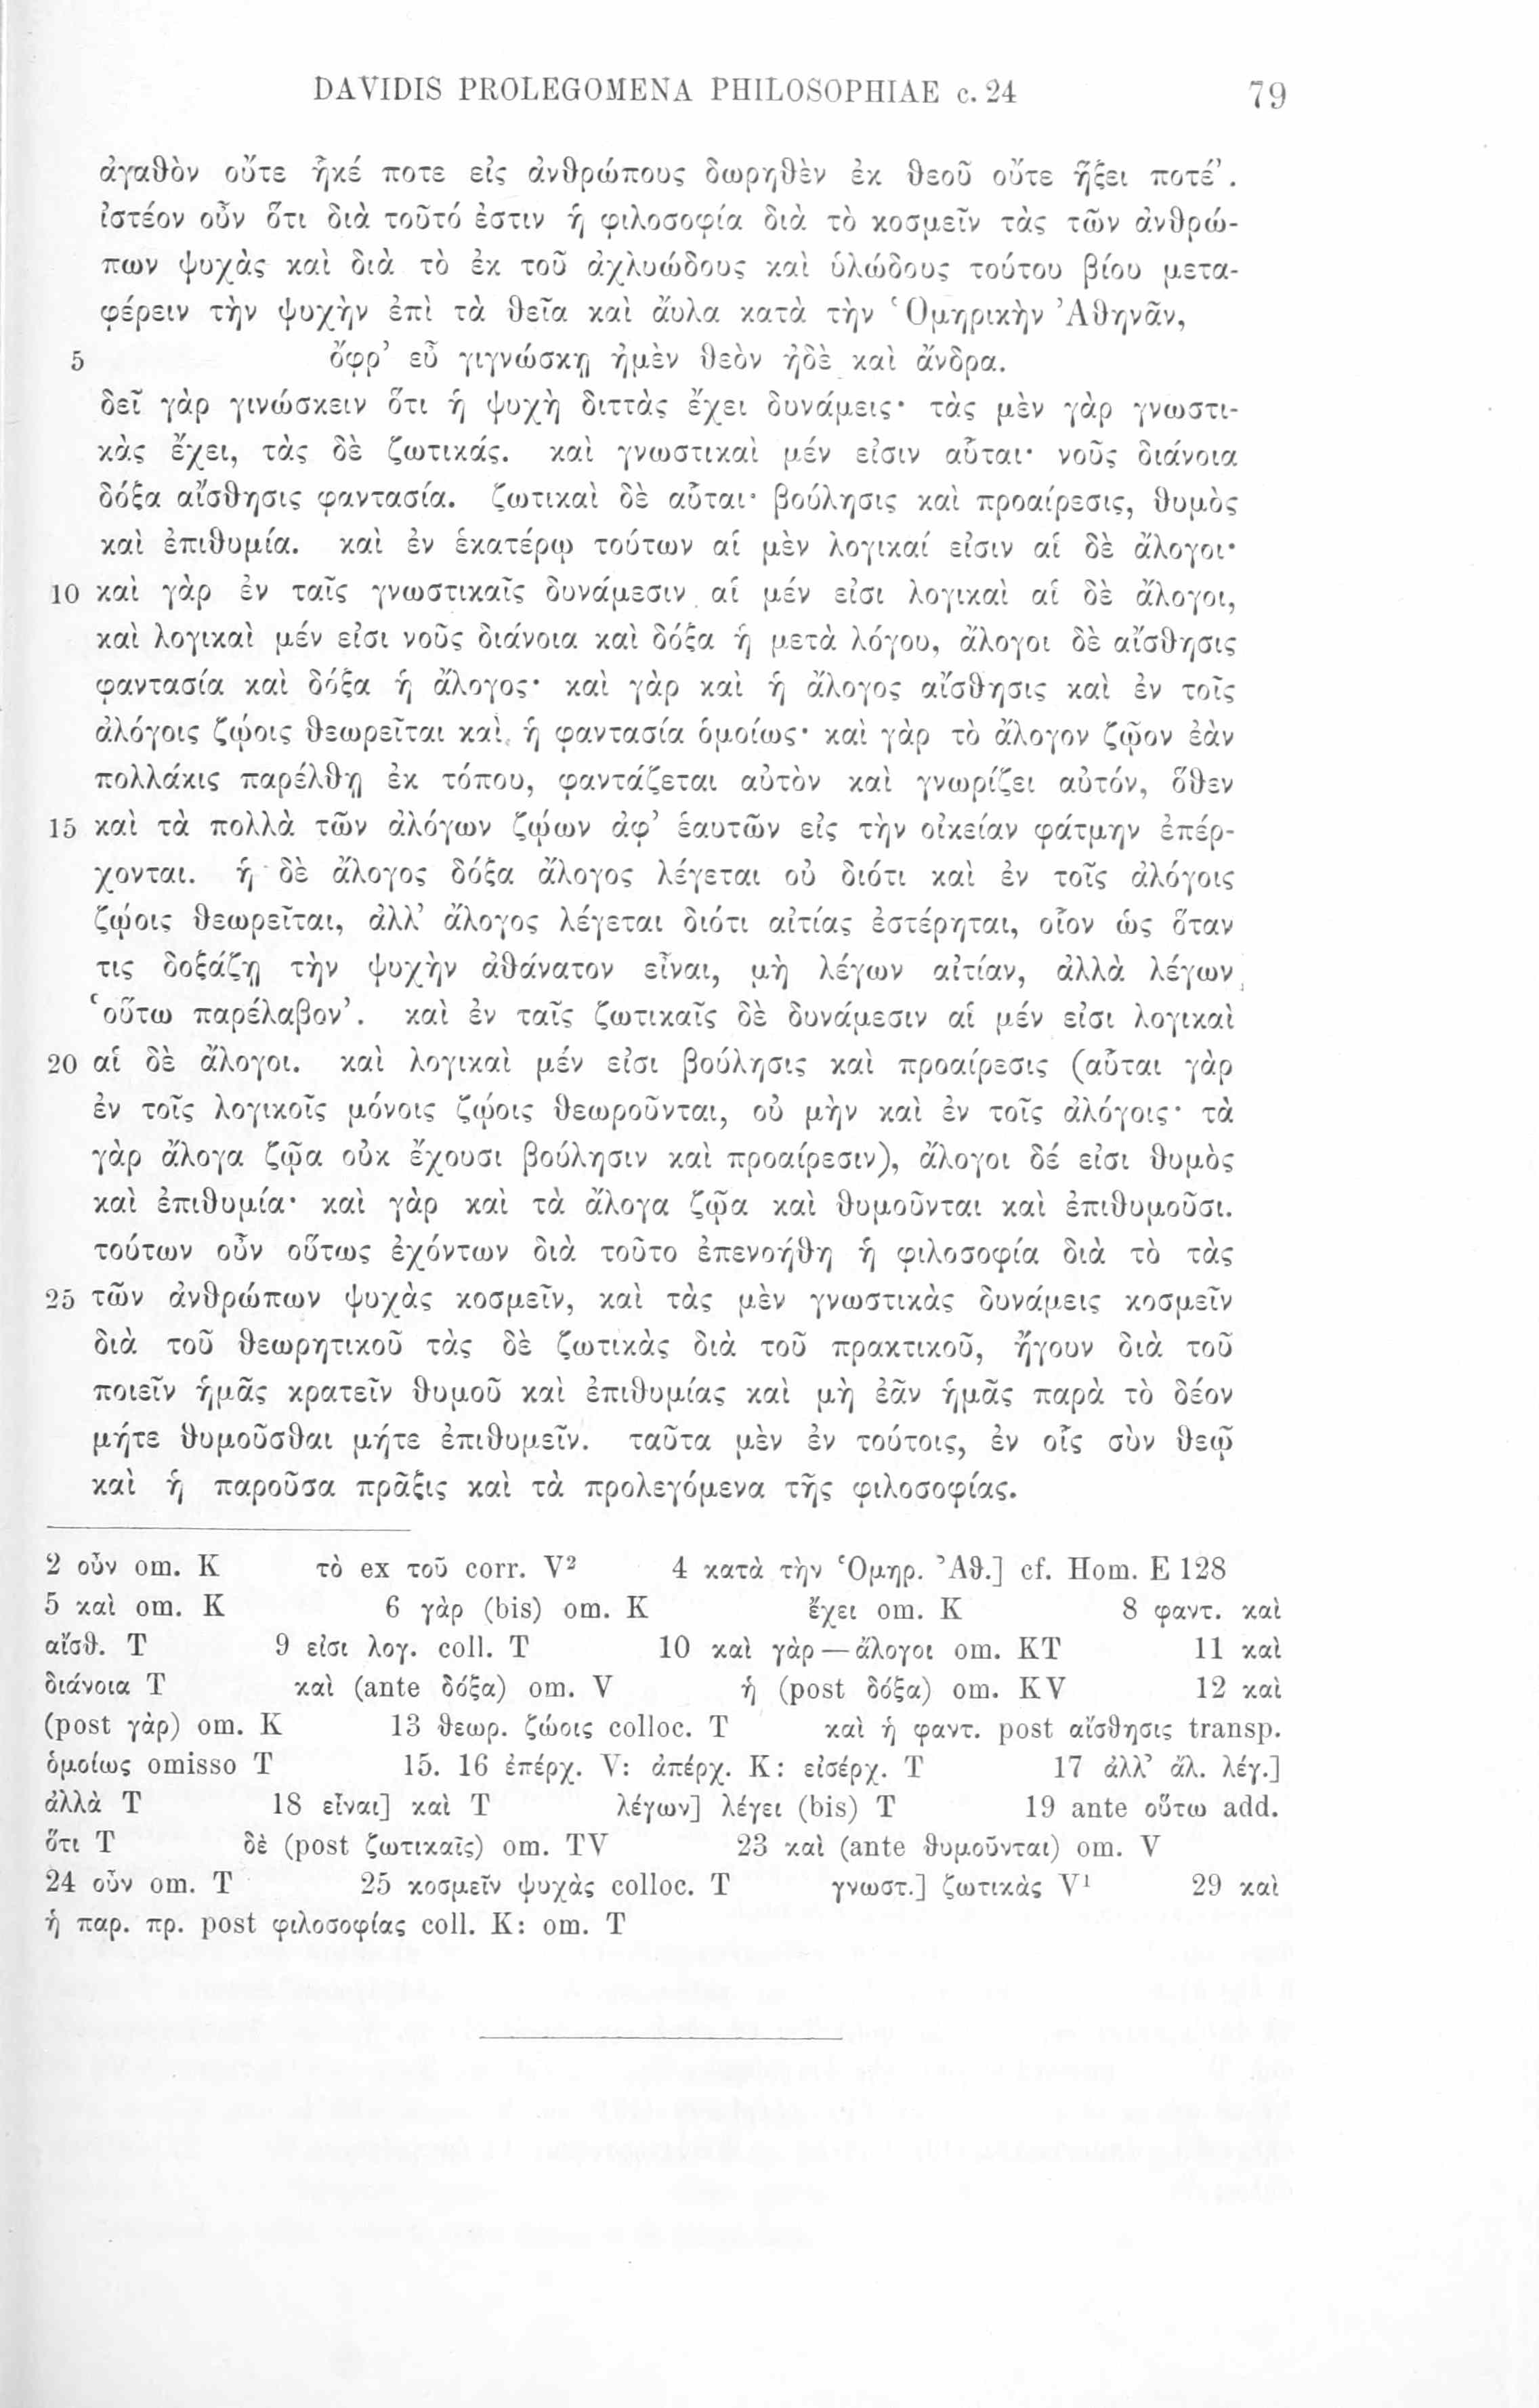 DAVIDIS PROLEGOMENA PHILOSOPHIAE c. 24 79
ἀγαθὸν οὔτε ἧκέ ποτε εἰς ἀνθρώπους δωρηθὲν ἐκ θεοῦ οὔτε ἥξει ποτέ’.
ἰστέον οὖν ὅτι διὰ τοῦτό ἐστιν ἡ φιλοσοφία διὰ τὸ κοσμεῖν τὰς τῶν ἀνθρώ-
πων ψυχὰς καὶ διὰ τὸ ἐκ τοῦ ἀχλυώδους καὶ ὑλώδους τούτου βίου μετα-
φέρειν τὴν ψυχὴν ἐπὶ τὰ θεῖα καὶ ἄυλα κατὰ τὴν Ὁμηρικὴν Ἀθηνᾶν,
5 ὄφρ’ εὖ γιγνώσκῃ ἠμὲν θεὸν ἠδὲ καὶ ἄνδρα.
δεῖ γὰρ γινώσκειν ὅτι ἡ ψυχὴ διττὰς ἔχει δυνάμεις· τὰς μὲν γὰρ γνωστι-
κὰς ἔχει, τὰς δὲ ζωτικάς. καὶ γνωστικαὶ μέν εἰσιν αὗται· νοῦς διάνοια
δόξα αἴσθησις φαντασία. ζωτικαὶ δὲ αὗται· βούλησις καὶ προαίρεσις, θυμὸς
καὶ ἐπιθυμία. καὶ ἐν ἑκατέρῳ τούτων αἱ μὲν λογικαί εἰσιν αἱ δὲ ἄλογοι·
10 καὶ γὰρ ἐν ταῖς γνωστικαῖς δυνάμεσιν αἱ μέν εἰσι λογικαὶ αἱ δὲ ἄλογοι,
καὶ λογικαὶ μέν εἰσι νοῦς διάνοια καὶ δόξα ἡ μετὰ λόγου, ἄλογοι δὲ αἴσθησις
φαντασία καὶ δόξα ἡ ἄλογος· καὶ γὰρ καὶ ἡ ἄλογος αἴσθησις καὶ ἐν τοῖς
ἀλόγοις ζῴοις θεωρεῖται καὶ ἡ φαντασία ὁμοίως· καὶ γὰρ τὸ ἄλογον ζῷον ἐὰν
πολλάκις παρέλθῃ ἐκ τόπου, φαντάζεται αὐτὸν καὶ γνωρίζει αὐτόν, ὅθεν
15 καὶ τὰ πολλὰ τῶν ἀλόγων ζῴων ἀφ’ ἑαυτῶν εἰς τὴν οἰκείαν φάτμην ἐπέρ-
χονται. ἡ δὲ ἄλογος δόξα ἄλογος λέγεται οὐ διότι καὶ ἐν τοῖς ἀλόγοις
ζῴοις θεωρεῖται, ἀλλ’ ἄλογος λέγεται διότι αἰτίας ἐστέρηται, οἷον ὡς ὅταν
τις δοξάζῃ τὴν ψυχὴν ἀθάνατον εἶναι, μὴ λέγων αἰτίαν, ἀλλὰ λέγων
‘οὕτω παρέλαβον’. καὶ ἐν ταῖς ζωτικαῖς δὲ δυνάμεσιν αἱ μέν εἰσι λογικαὶ
20 αἱ δὲ ἄλογοι. καὶ λογικαὶ μέν εἰσι βούλησις καὶ προαίρεσις (αὗται γὰρ
ἐν τοῖς λογικοῖς μόνοις ζῴοις θεωροῦνται, οὐ μὴν καὶ ἐν τοῖς ἀλόγοις· τὰ
γὰρ ἄλογα ζῷα οὐκ ἔχουσι βούλησιν καὶ προαίρεσιν), ἄλογοι δέ εἰσι θυμὸς
καὶ ἐπιθυμία· καὶ γὰρ καὶ τὰ ἄλογα ζῷα καὶ θυμοῦνται καὶ ἐπιθυμοῦσι.
τούτων οὖν οὕτως ἐχόντων διὰ τοῦτο ἐπενοήθη ἡ φιλοσοφία διὰ τὸ τὰς
25 τῶν ἀνθρώπων ψυχὰς κοσμεῖν, καὶ τὰς μὲν γνωστικὰς δυνάμεις κοσμεῖν
διὰ τοῦ θεωρητικοῦ τὰς δὲ ζωτικὰς διὰ τοῦ πρακτικοῦ, ἤγουν διὰ τοῦ
ποιεῖν ἡμᾶς κρατεῖν θυμοῦ καὶ ἐπιθυμίας καὶ μὴ ἐᾶν ἡμᾶς παρὰ τὸ δέον
μήτε θυμοῦσθαι μήτε ἐπιθυμεῖν. ταῦτα μὲν ἐν τούτοις, ἐν οἷς σὺν θεῷ
καὶ ἡ παροῦσα πρᾶξις καὶ τὰ προλεγόμενα τῆς φιλοσοφίας.
2 οὖν om. K τὸ ex τοῦ corr. V² 4 κατὰ τὴν Ὁμηρ. Ἀθ.] cf. Hom. E 128
5 καὶ om. K 6 γὰρ (bis) om. K ἔχει om. K 8 φαντ. καὶ
αἴσθ. T 9 εἰσι λογ. coll. T 10 καὶ γὰρ — ἄλογοι om. KT 11 καὶ
διάνοια T καὶ (ante δόξα) om. V ἡ (post δόξα) om. KV 12 καὶ
(post γὰρ) om. K 13 θεωρ. ζώοις colloc. T καὶ ἡ φαντ. post αἴσθησις transp.
ὁμοίως omisso T 15. 16 ἐπέρχ. V: ἀπέρχ. K: εἰσέρχ. T 17 ἀλλ’ ἄλ. λέγ.]
ἀλλὰ T 18 εἶναι] καὶ T λέγων] λέγει (bis) T 19 ante οὕτω add.
ὅτι T δὲ (post ζωτικαῖς) om. TV 23 καὶ (ante θυμοῦνται) om. V
24 οὖν om. T 25 κοσμεῖν ψυχὰς colloc. T γνωστ.] ζωτικὰς V¹ 29 καὶ
ἡ παρ. πρ. post φιλοσοφίας coll. K: om. T